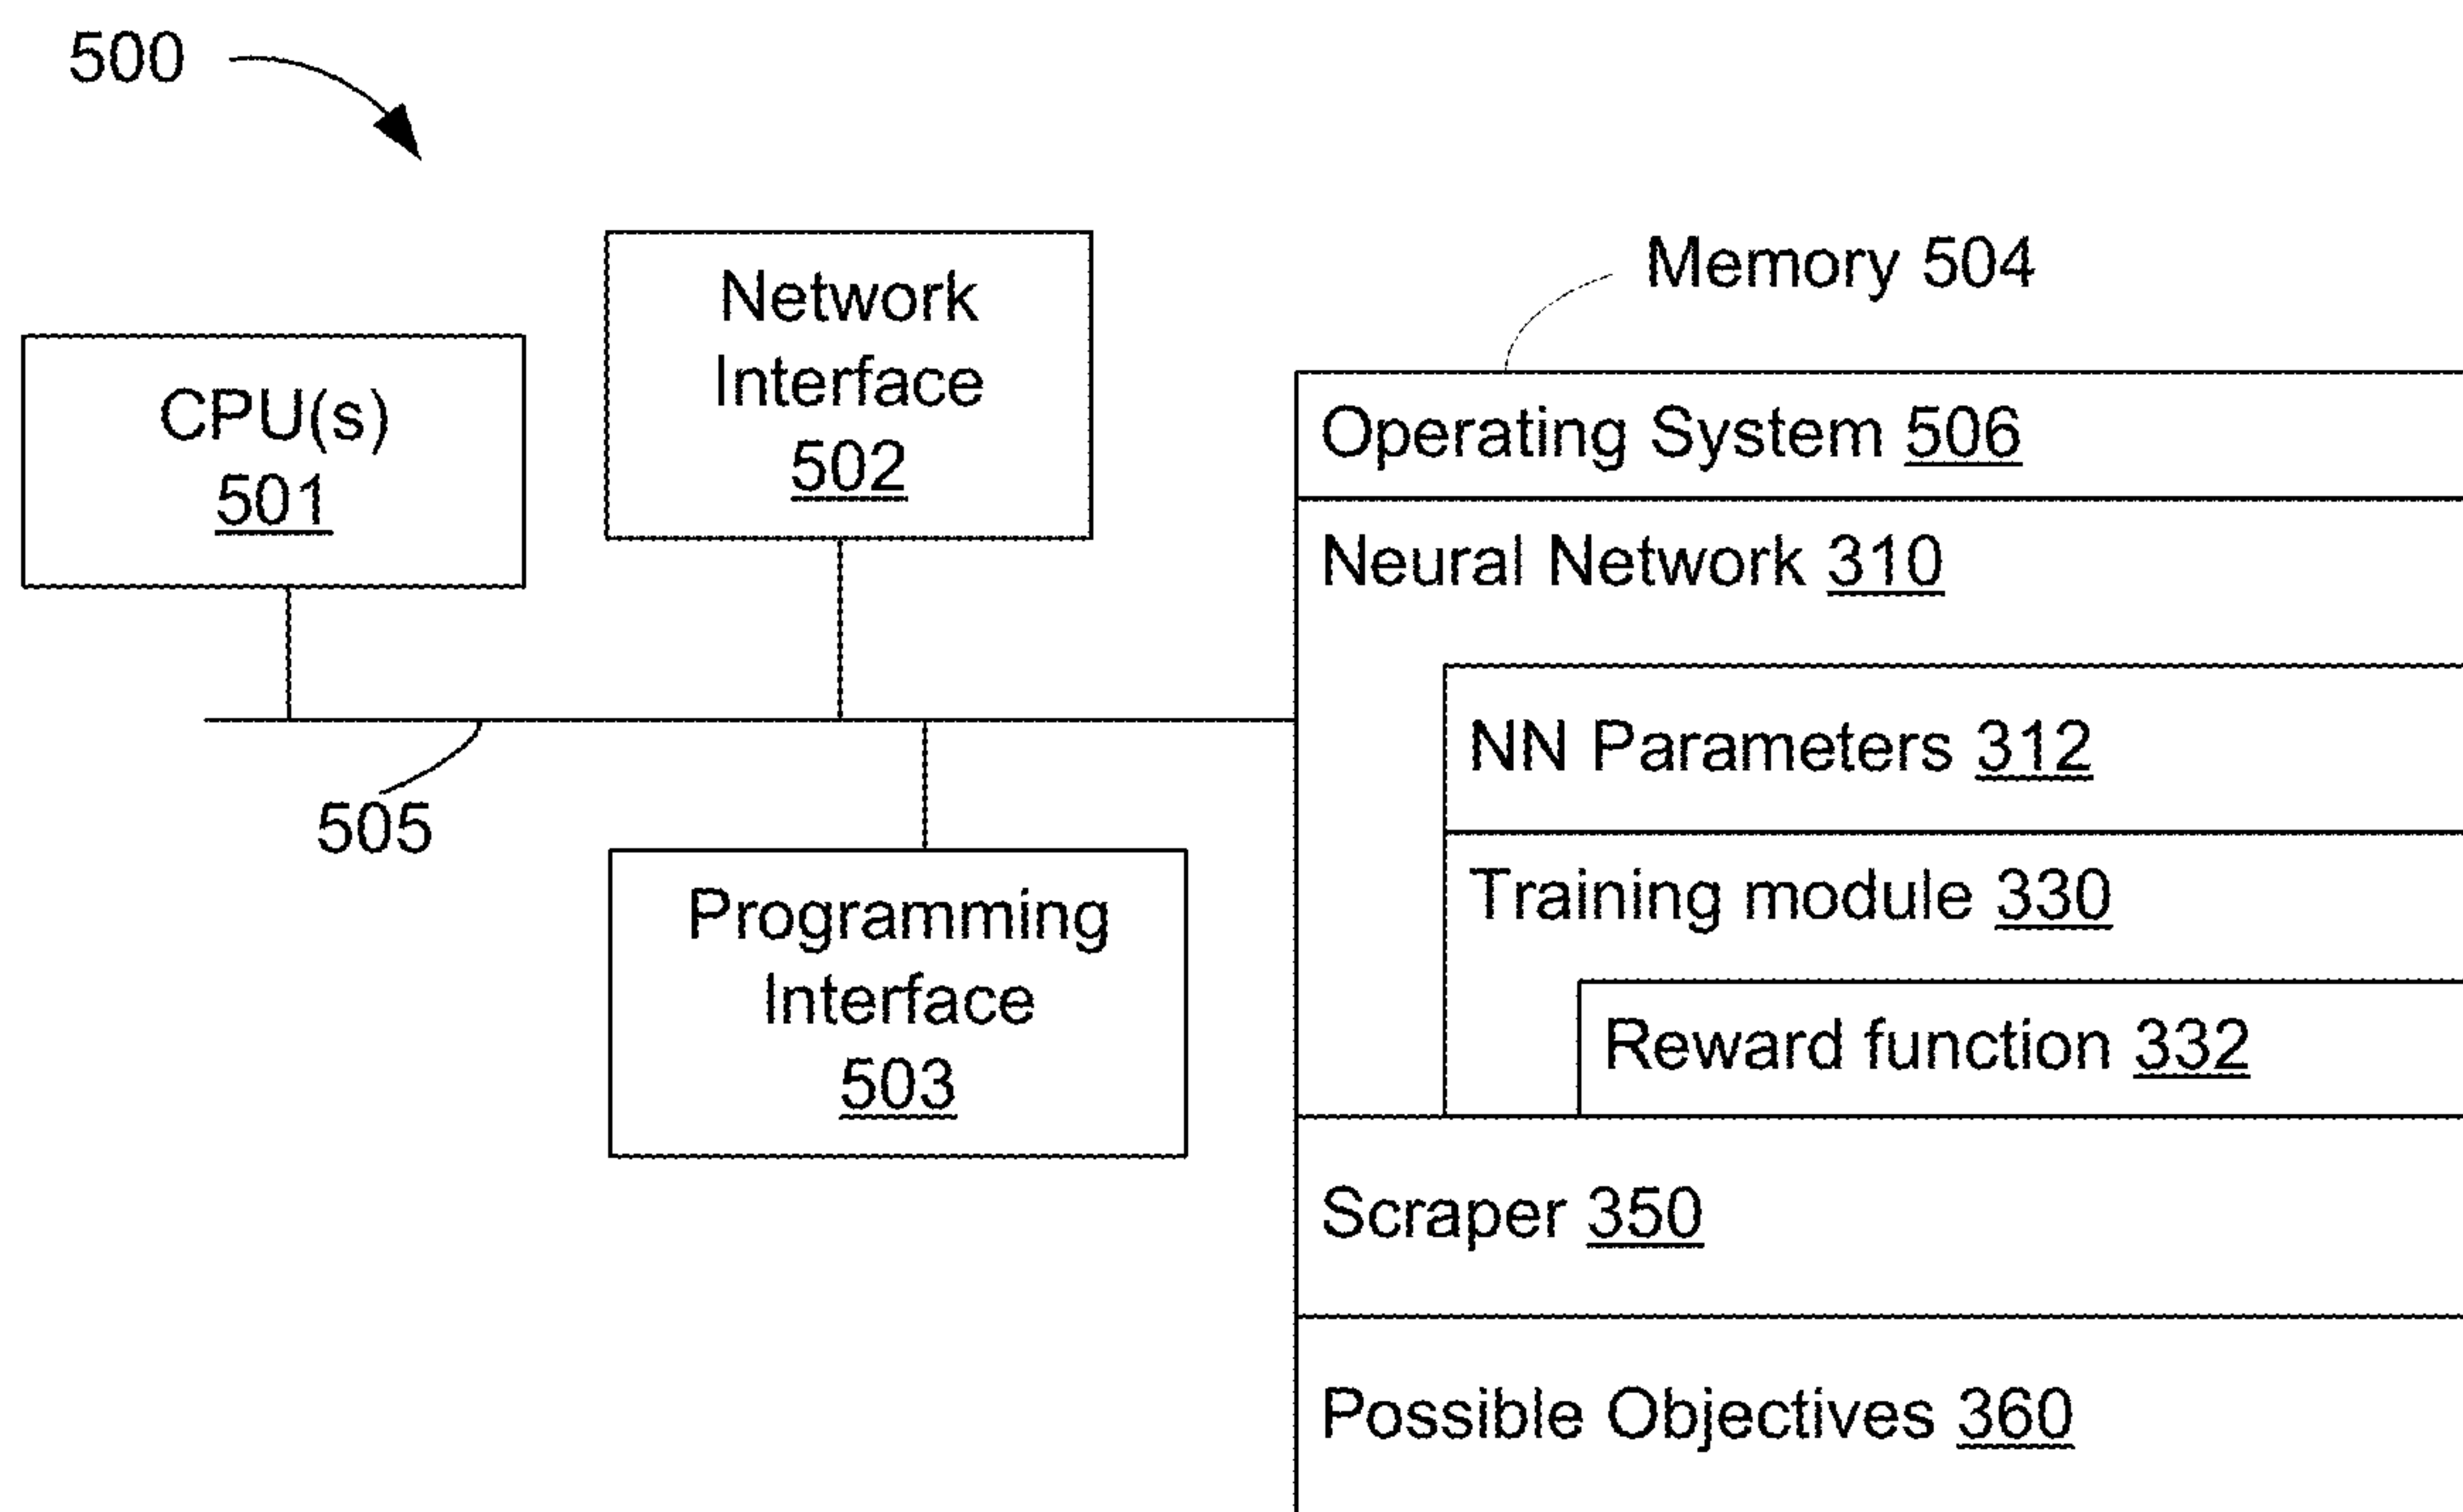 500
CPU(s)
501
Network
Interface
502
505
Programming
Interface
503
Memory 504
Operating System 506
Neural Network 310
NN Parameters 312
Training module 330
Reward function 332
Scraper 350
Possible Objectives 360